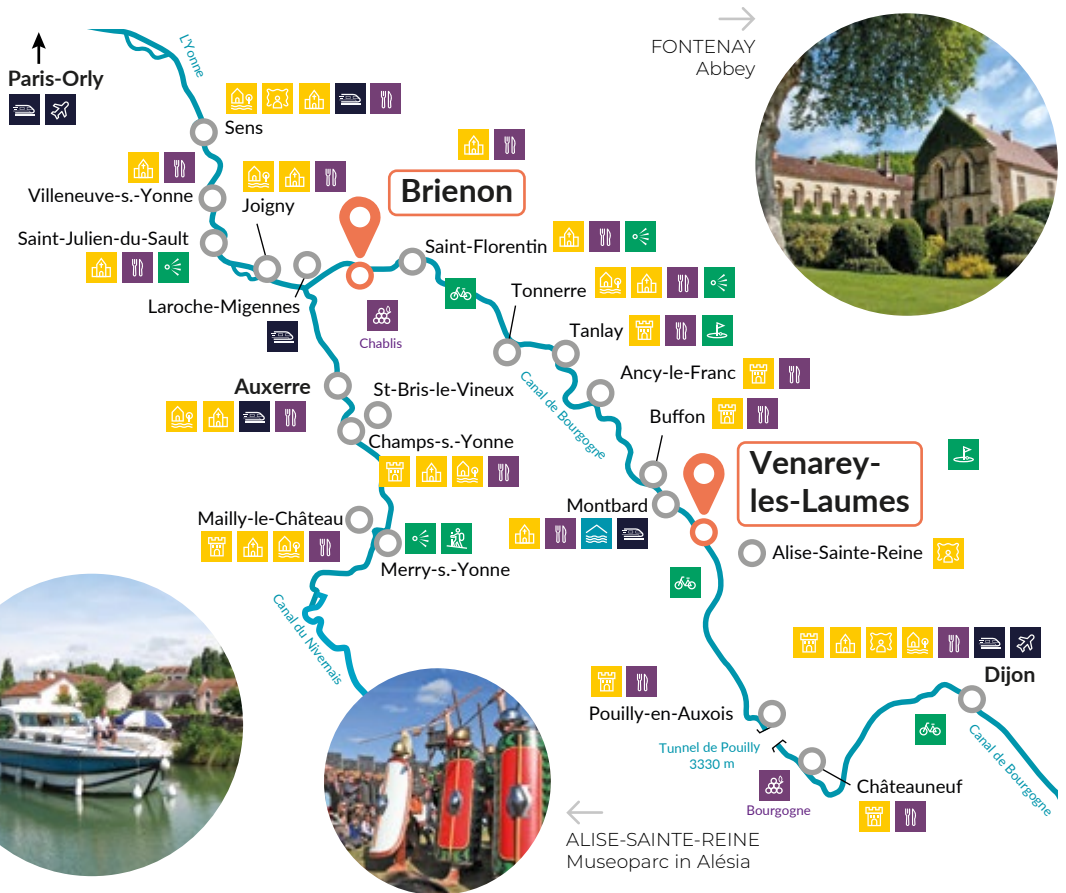 FONTENAY
Abbey
Paris-Orly
L'Yonne
Sens
Villeneuve-s.-Yonne
Joigny
Brienon
Saint-Julien-du-Sault
Saint-Florentin
Laroche-Migennes
Chablis
Tonnerre
Tanlay
Ancy-le-Franc
Canal de Bourgogne
Auxerre
St-Bris-le-Vineux
Buffon
Champs-s.-Yonne
Venarey-
les-Laumes
Montbard
Mailly-le-Château
Merry-s.-Yonne
Alise-Sainte-Reine
Canal du Nivernais
Dijon
Pouilly-en-Auxois
Tunnel de Pouilly
3330 m
Canal de Bourgogne
Châteauneuf
Bourgogne
ALISE-SAINTE-REINE
Museoparc in Alésia